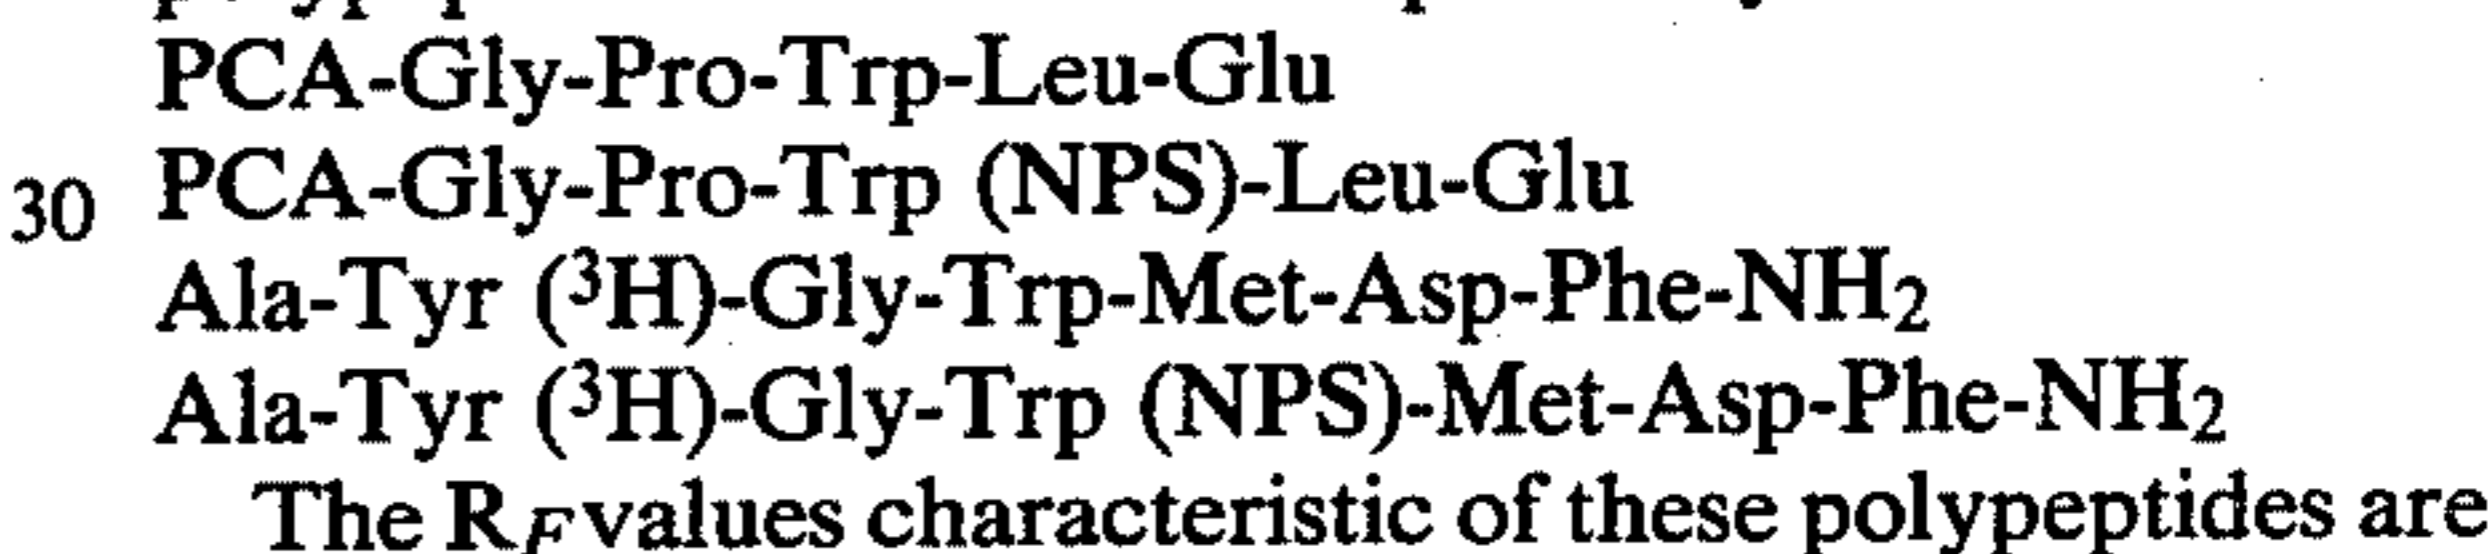 PCA-Gly-Pro-Trp-Leu-Glu
30 PCA-Gly-Pro-Trp (NPS)-Leu-Glu
Ala-Tyr (³H)-Gly-Trp-Met-Asp-Phe-NH₂
Ala-Tyr (³H)-Gly-Trp (NPS)-Met-Asp-Phe-NH₂
The R_F values characteristic of these polypeptides are